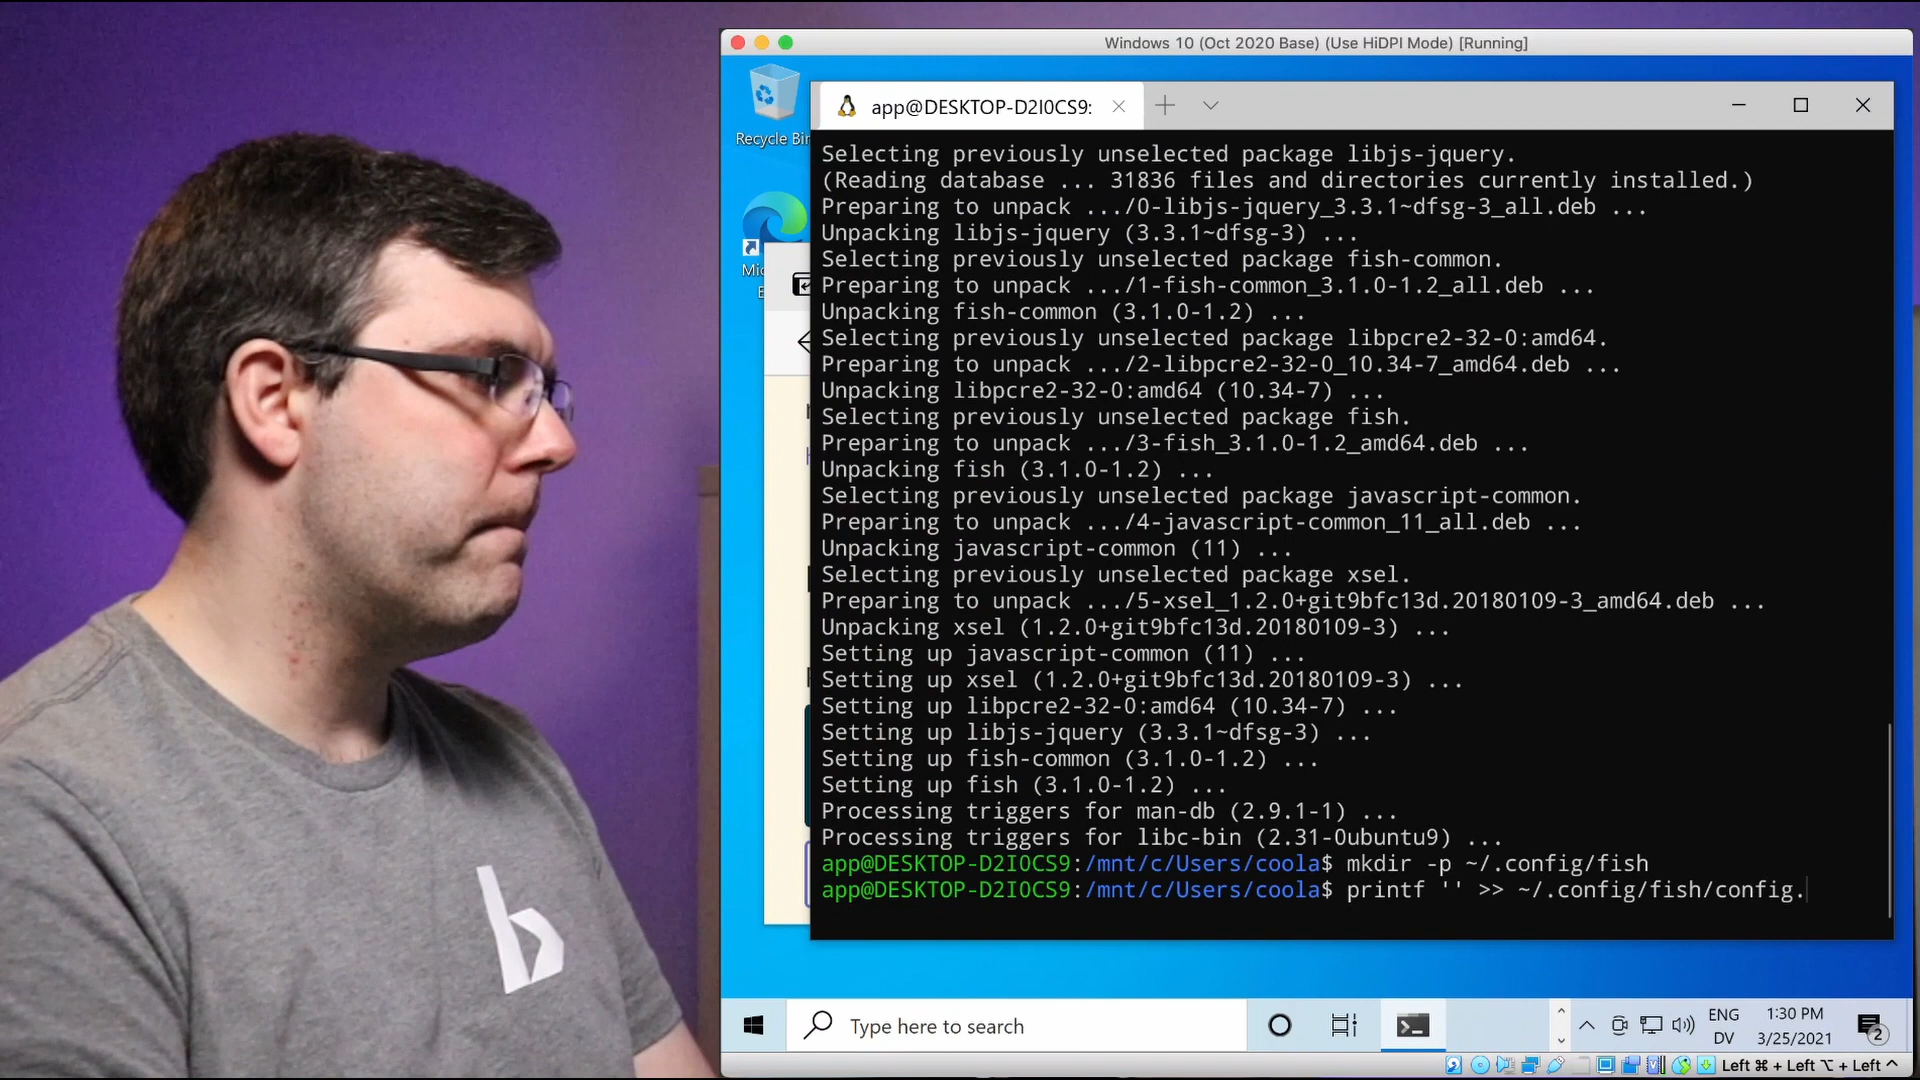 Windows 10 (Oct 2020 Base) (Use HiDPI Mode) [Running]
app@DESKTOP-D2I0CS9:
Recycle Bin
Selecting previously unselected package libjs-jquery.
(Reading database ... 31836 files and directories currently installed.)
Preparing to unpack .../0-libjs-jquery_3.3.1~dfsg-3_all.deb ...
Unpacking libjs-jquery (3.3.1~dfsg-3) ...
Selecting previously unselected package fish-common.
Preparing to unpack .../1-fish-common_3.1.0-1.2_all.deb ...
Unpacking fish-common (3.1.0-1.2) ...
Selecting previously unselected package libpcre2-32-0:amd64.
Preparing to unpack .../2-libpcre2-32-0_10.34-7_amd64.deb ...
Unpacking libpcre2-32-0:amd64 (10.34-7) ...
Selecting previously unselected package fish.
Preparing to unpack .../3-fish_3.1.0-1.2_amd64.deb ...
Unpacking fish (3.1.0-1.2) ...
Selecting previously unselected package javascript-common.
Preparing to unpack .../4-javascript-common_11_all.deb ...
Unpacking javascript-common (11) ...
Selecting previously unselected package xsel.
Preparing to unpack .../5-xsel_1.2.0+git9bfc13d.20180109-3_amd64.deb ...
Unpacking xsel (1.2.0+git9bfc13d.20180109-3) ...
Setting up javascript-common (11) ...
Setting up xsel (1.2.0+git9bfc13d.20180109-3) ...
Setting up libpcre2-32-0:amd64 (10.34-7) ...
Setting up libjs-jquery (3.3.1~dfsg-3) ...
Setting up fish-common (3.1.0-1.2) ...
Setting up fish (3.1.0-1.2) ...
Processing triggers for man-db (2.9.1-1) ...
Processing triggers for libc-bin (2.31-0ubuntu9) ...
app@DESKTOP-D2I0CS9:/mnt/c/Users/coola$ mkdir -p ~/.config/fish
app@DESKTOP-D2I0CS9:/mnt/c/Users/coola$ printf '' >> ~/.config/fish/config.
b
Type here to search
ENG
DV
1:30 PM
3/25/2021
2
Left ⌘ + Left ⌥ + Left ^